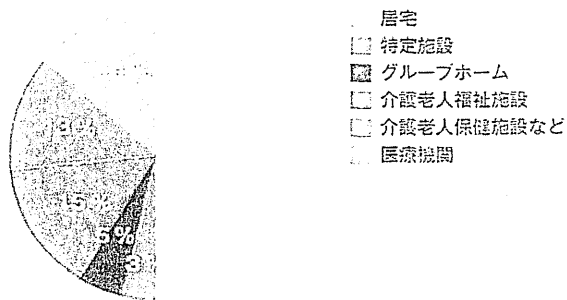 居宅
特定施設
グループホーム
介護老人福祉施設
介護老人保健施設など
医療機関
15%
5%